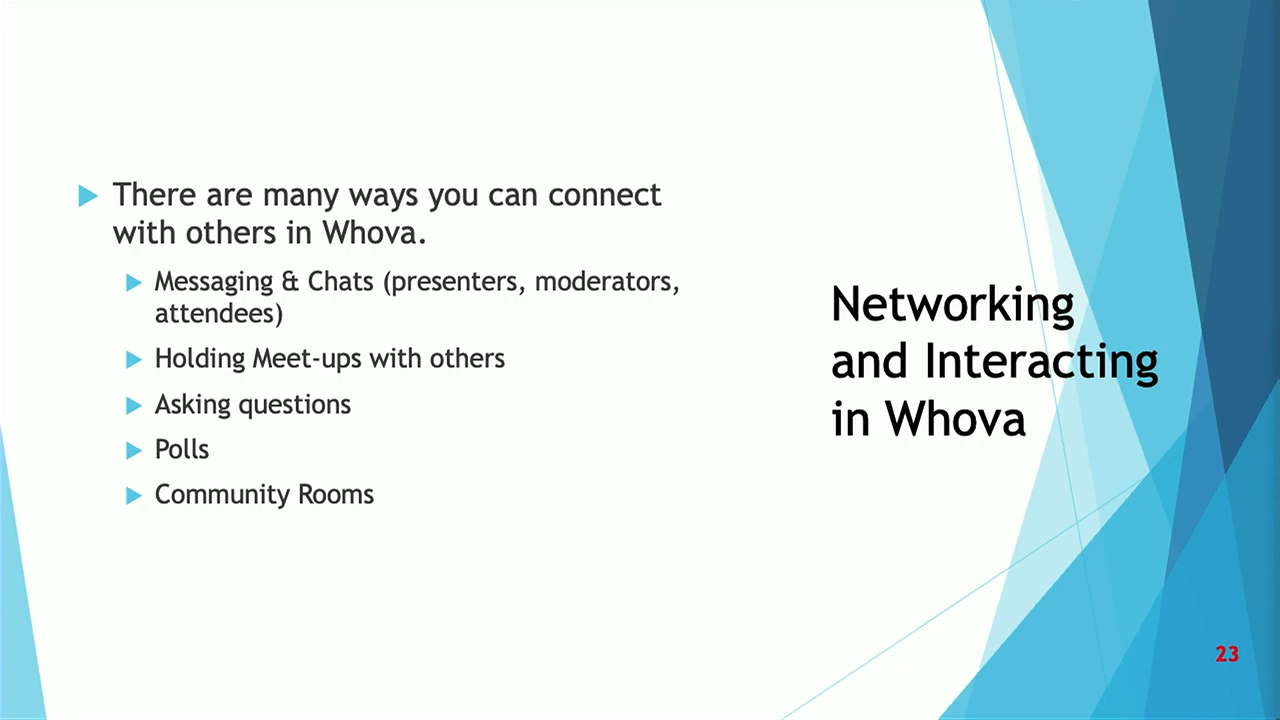 There are many ways you can connect
with others in Whova.
Messaging & Chats (presenters, moderators,
attendees)
Holding Meet-ups with others
Asking questions
Polls
Community Rooms
Networking
and Interacting
in Whova
23